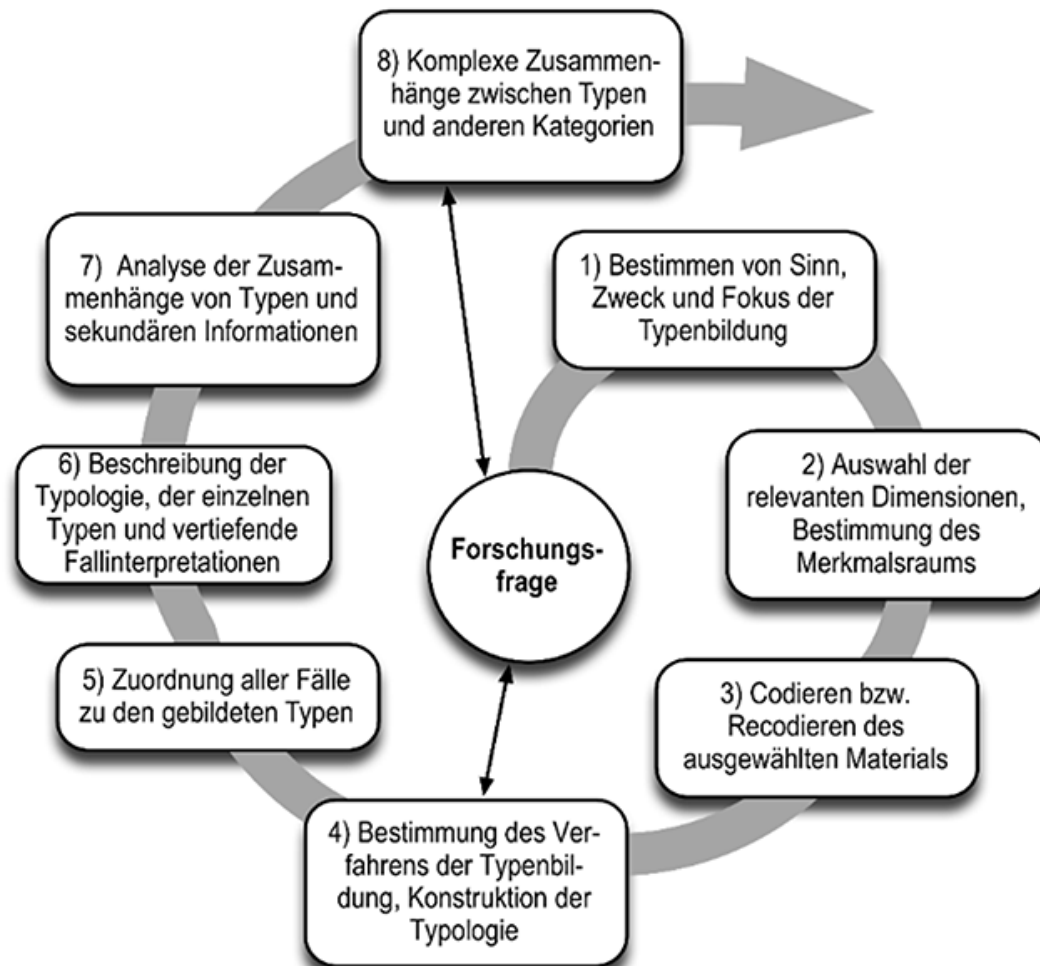 8) Komplexe Zusammen-
hänge zwischen Typen
und anderen Kategorien
7) Analyse der Zusam-
menhänge von Typen und
sekundären Informationen
1) Bestimmen von Sinn,
Zweck und Fokus der
Typenbildung
6) Beschreibung der
Typologie, der einzelnen
Typen und vertiefende
Fallinterpretationen
2) Auswahl der
relevanten Dimensionen,
Bestimmung des
Merkmalsraums
Forschungs-
frage
5) Zuordnung aller Fälle
zu den gebildeten Typen
3) Codieren bzw.
Recodieren des
ausgewählten Materials
4) Bestimmung des Ver-
fahrens der Typenbil-
dung, Konstruktion der
Typologie